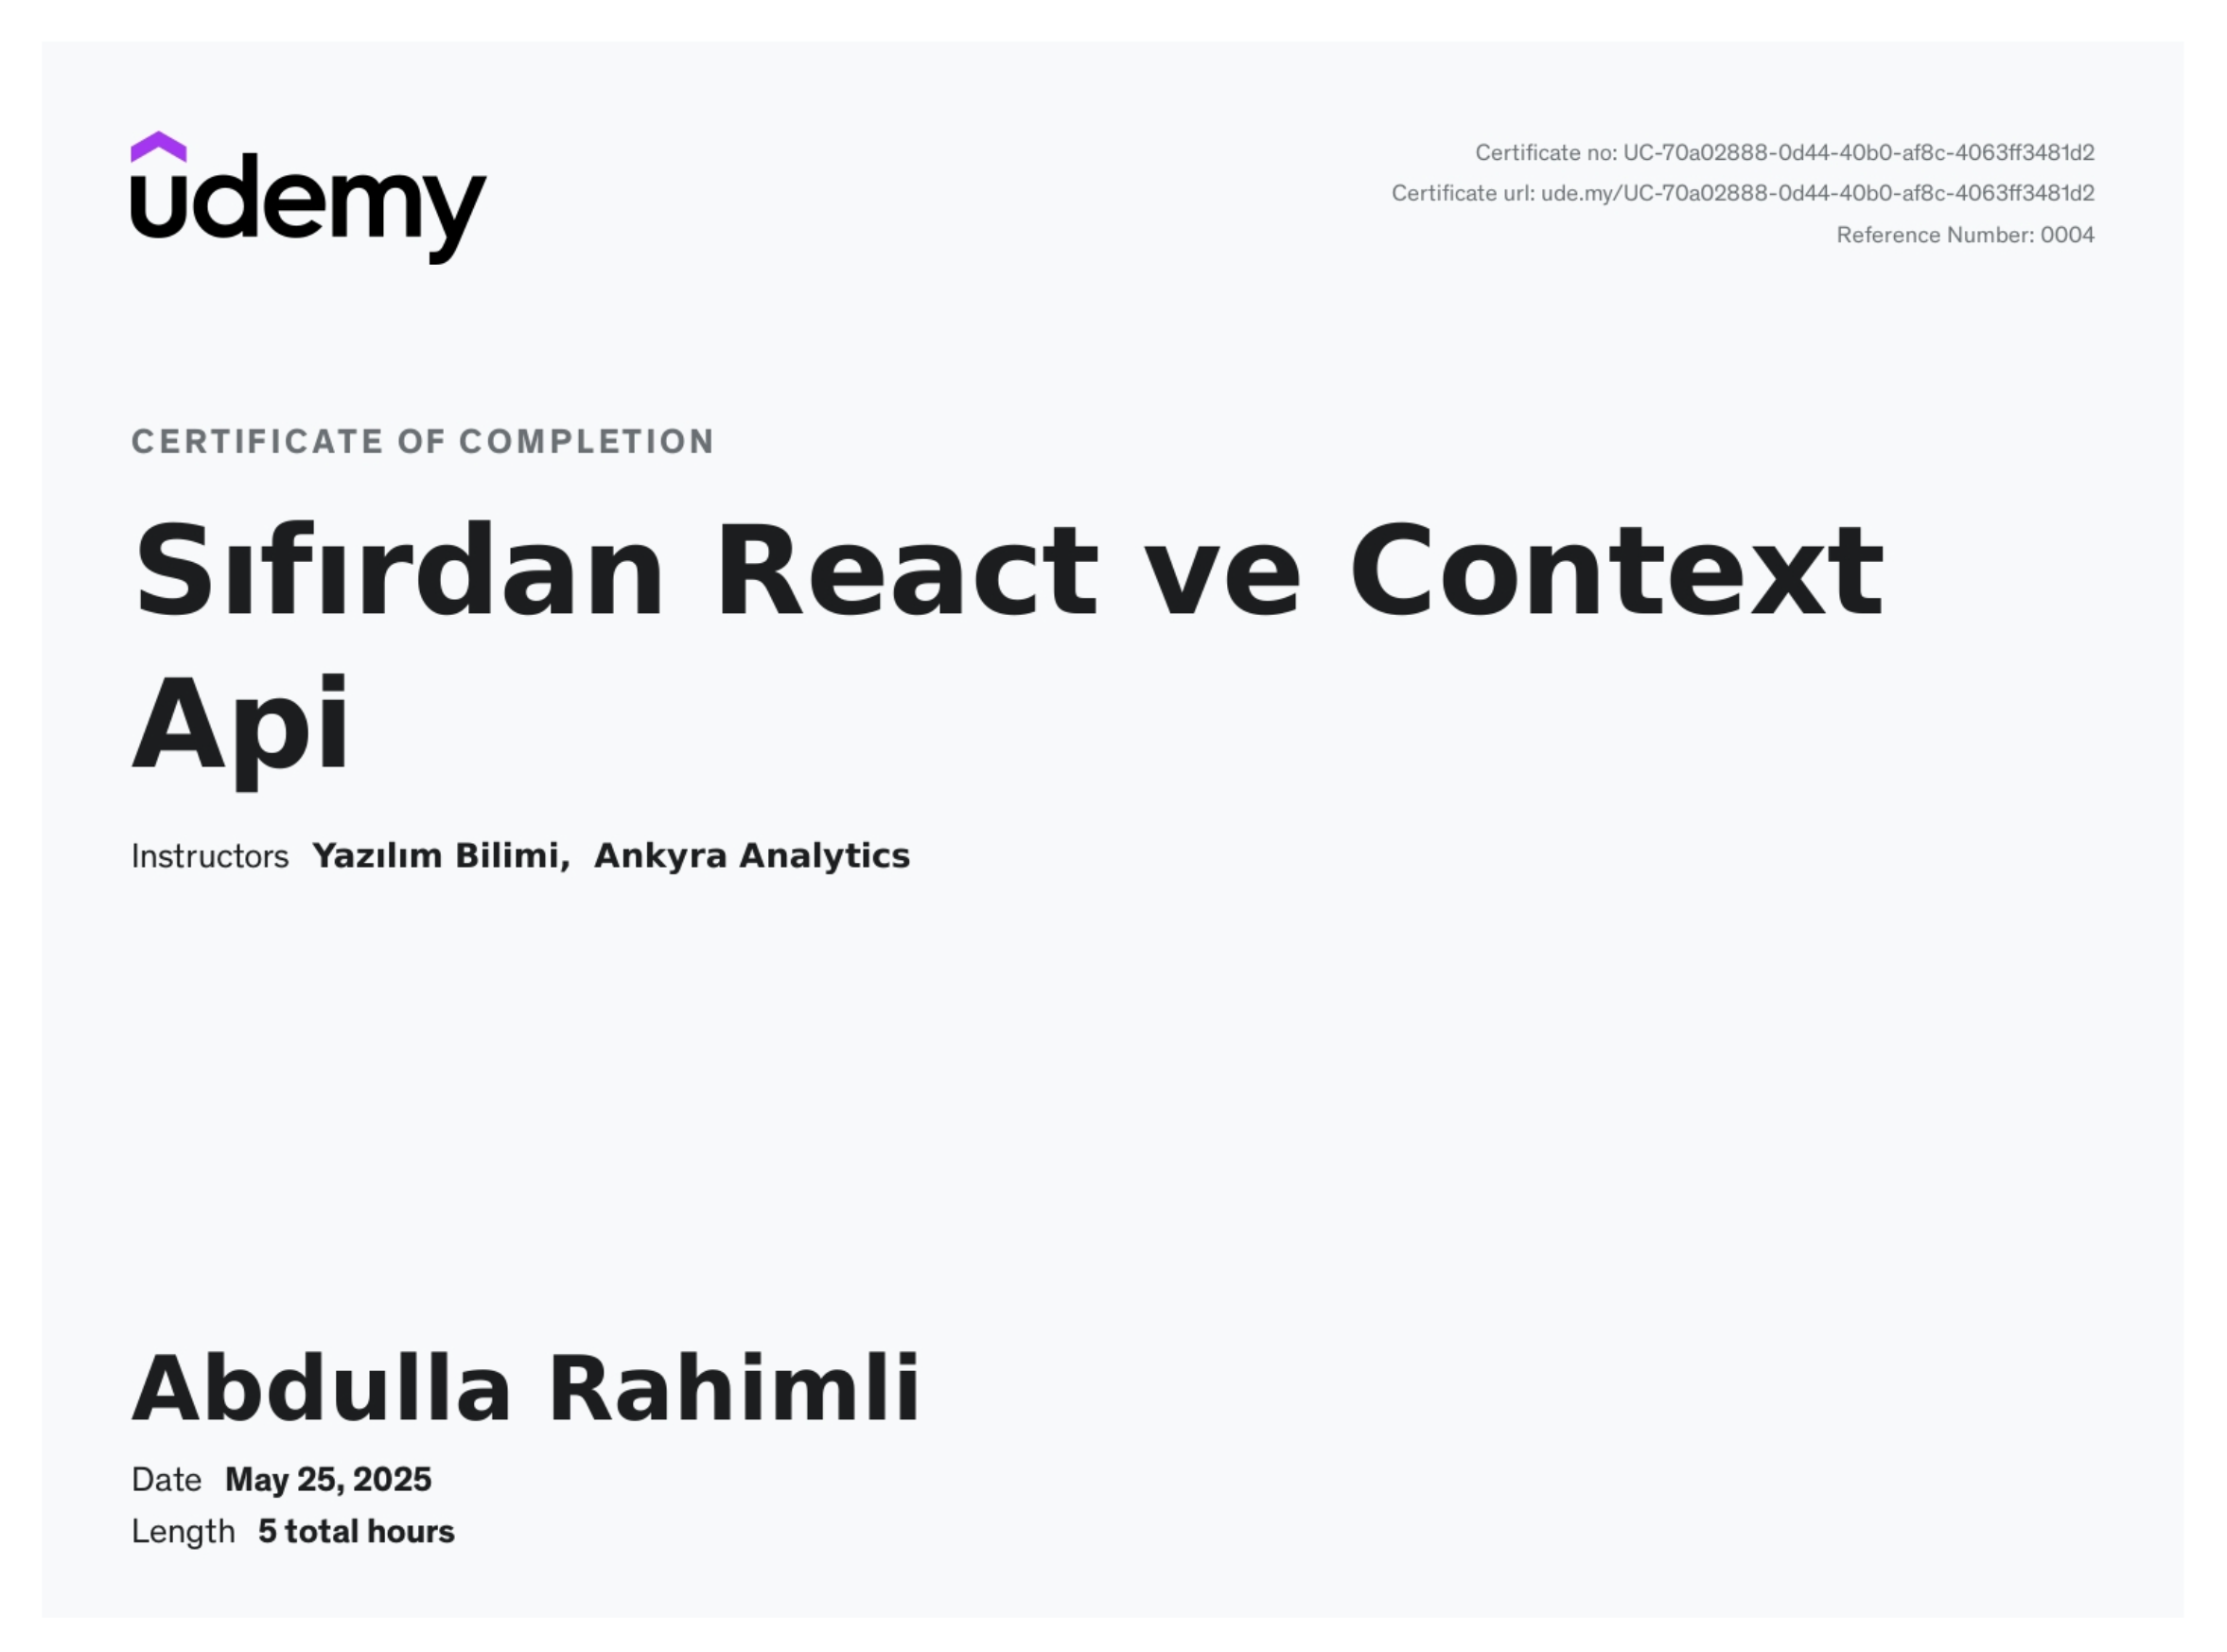 udemy
Certificate no: UC-70a02888-0d44-40b0-af8c-4063ff3481d2
Certificate url: ude.my/UC-70a02888-0d44-40b0-af8c-4063ff3481d2
Reference Number: 0004
CERTIFICATE OF COMPLETION
Sıfırdan React ve Context
Api
Instructors Yazılım Bilimi, Ankyra Analytics
Abdulla Rahimli
Date May 25, 2025
Length 5 total hours